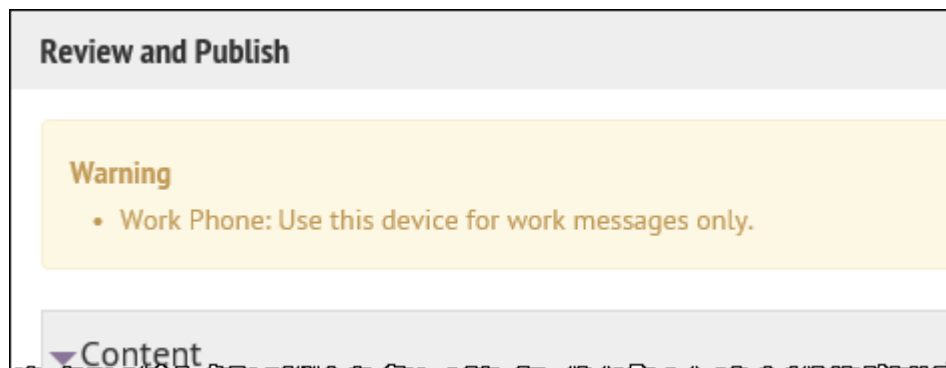 Review and Publish
Warning
• Work Phone: Use this device for work messages only.
Content